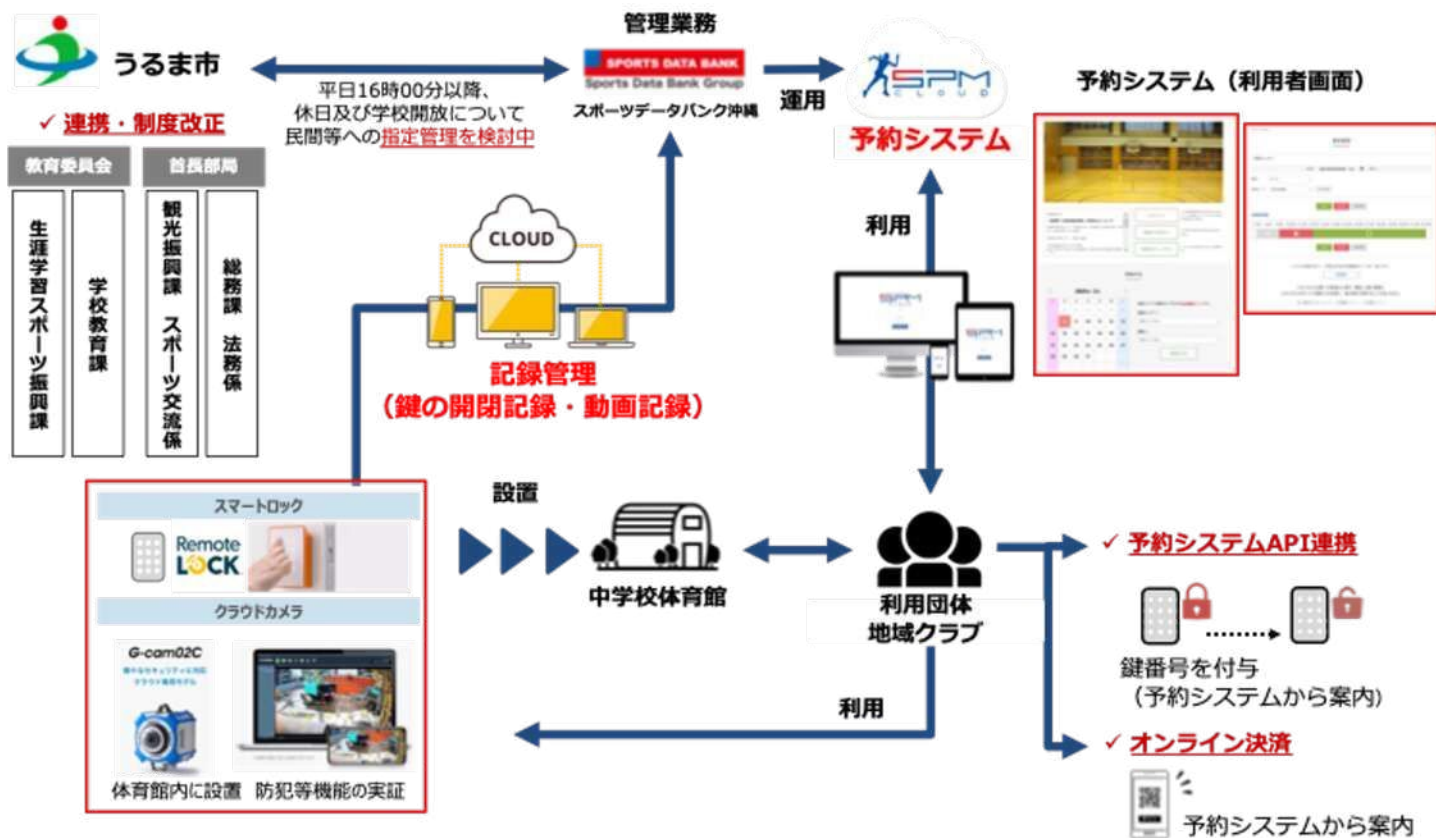 うるま市
✓ 連携・制度改正
教育委員会
首長部局
生涯学習スポーツ振興課
学校教育課
観光振興課 スポーツ交流係
総務課 法務係
平日16時00分以降、
休日及び学校開放について
民間等への指定管理を検討中
管理業務
SPORTS DATA BANK
Sports Data Bank Group
スポーツデータバンク沖縄
運用
SPM
CLOUD
予約システム
予約システム（利用者画面）
利用
CLOUD
記録管理
（鍵の開閉記録・動画記録）
スマートロック
Remote
LOCK
クラウドカメラ
G-cam02C
体育館内に設置 防犯等機能の実証
設置
中学校体育館
利用団体
地域クラブ
利用
✓ 予約システムAPI連携
鍵番号を付与
（予約システムから案内)
✓ オンライン決済
予約システムから案内